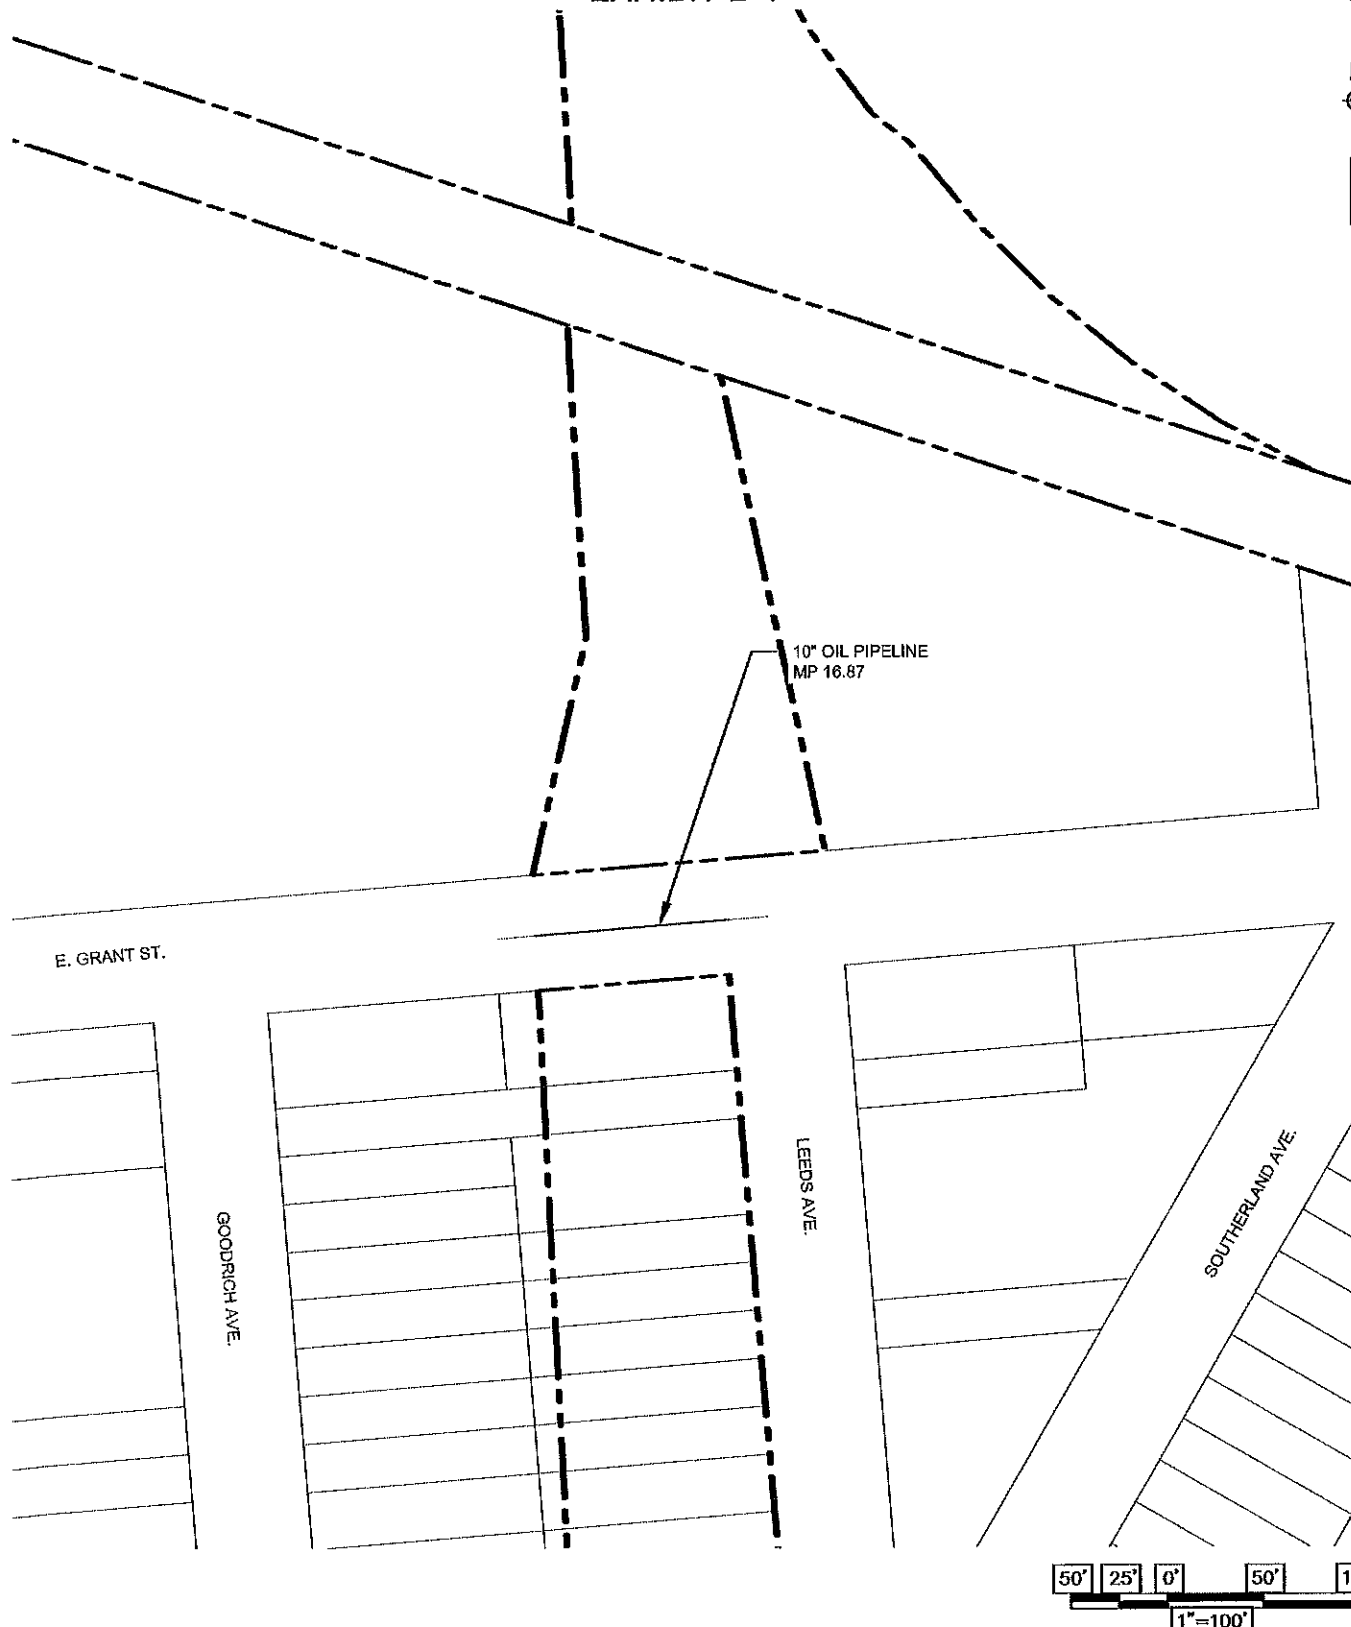 10" OIL PIPELINE
MP 16.87
E. GRANT ST.
LEEDS AVE.
SOUTHERLAND AVE.
GOODRICH AVE.
50' 25' 0' 50'
1"=100'